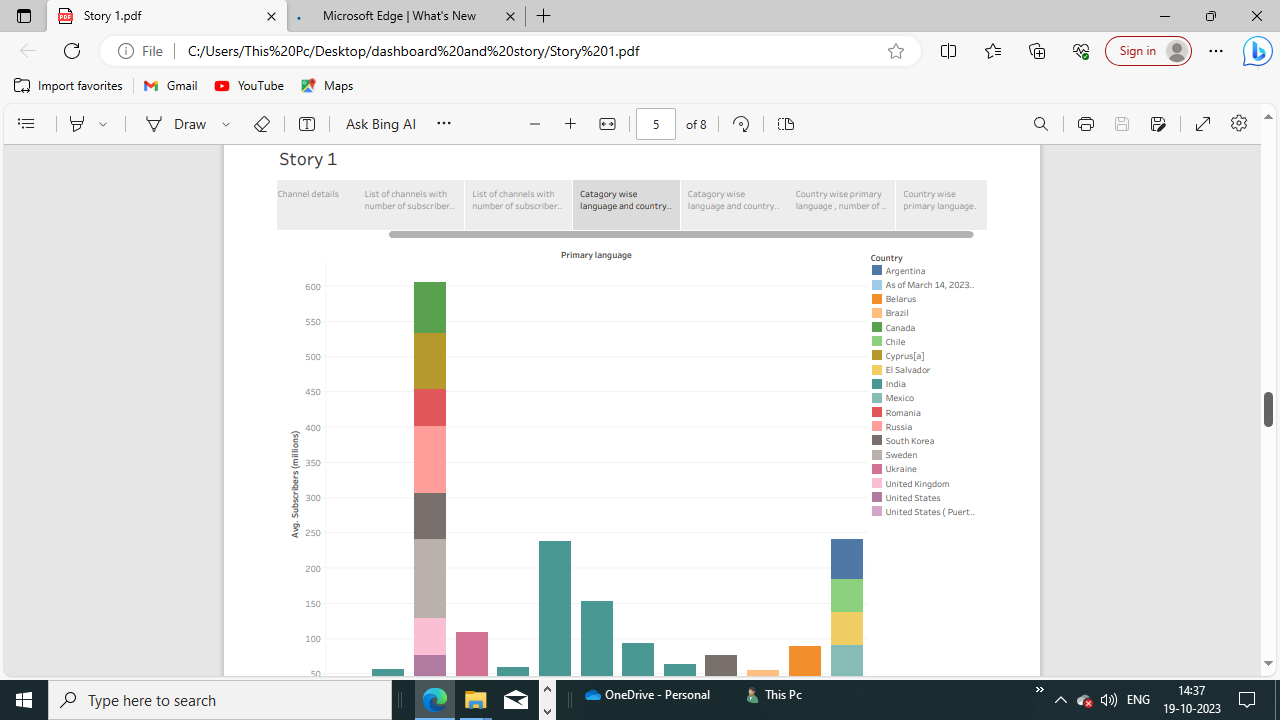 Story 1.pdf
Microsoft Edge | What's New
File
C:/Users/This%20Pc/Desktop/dashboard%20and%20story/Story%201.pdf
Sign in
Import favorites
Gmail
YouTube
Maps
Draw
Ask Bing AI
5
of 8
Story 1
Channel details
List of channels with
number of subscriber..
List of channels with
number of subscriber..
Catagory wise
language and country..
Catagory wise
language and country..
Country wise primary
language , number of ..
Country wise
primary language.
Primary language
Avg. Subscribers (millions)
600
550
500
450
400
350
300
250
200
150
100
50
Country
Argentina
As of March 14, 2023..
Belarus
Brazil
Canada
Chile
Cyprus[a]
El Salvador
India
Mexico
Romania
Russia
South Korea
Sweden
Ukraine
United Kingdom
United States
United States ( Puert..
Type here to search
OneDrive - Personal
This Pc
ENG
14:37
19-10-2023